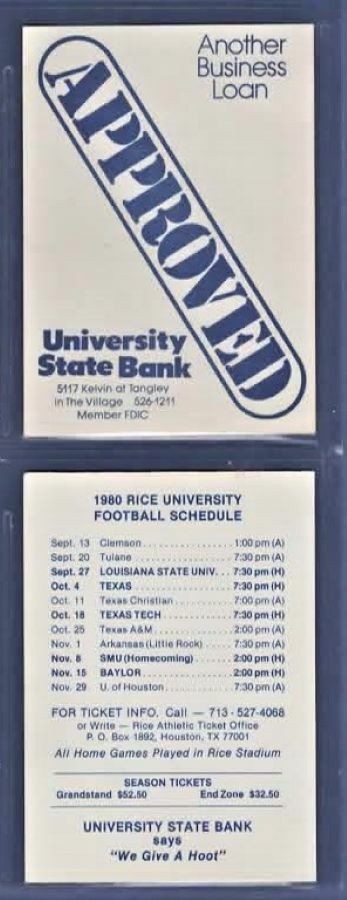 Another
Business
Loan
APPROVED
University
State Bank
5117 Kelvin at Tangley
in The Village 526-1211
Member FDIC
1980 RICE UNIVERSITY
FOOTBALL SCHEDULE
Sept. 13 Clemson.................1:00 pm (A)
Sept. 20 Tulane...................7:30 pm (A)
Sept. 27 LOUISIANA STATE UNIV...7:30 pm (H)
Oct. 4 TEXAS...................7:30 pm (H)
Oct. 11 Texas Christian...........7:00 pm (A)
Oct. 18 TEXAS TECH..............7:30 pm (H)
Oct. 25 Texas A&M................2:00 pm (A)
Nov. 1 Arkansas (Little Rock).....7:30 pm (A)
Nov. 8 SMU (Homecoming).......2:00 pm (H)
Nov. 15 BAYLOR.................2:00 pm (H)
Nov. 29 U. of Houston.............7:30 pm (A)
FOR TICKET INFO. Call — 713 - 527-4068
or Write — Rice Athletic Ticket Office
P. O. Box 1892, Houston, TX 77001
All Home Games Played in Rice Stadium
SEASON TICKETS
Grandstand $52.50 End Zone $32.50
UNIVERSITY STATE BANK
says
"We Give A Hoot"